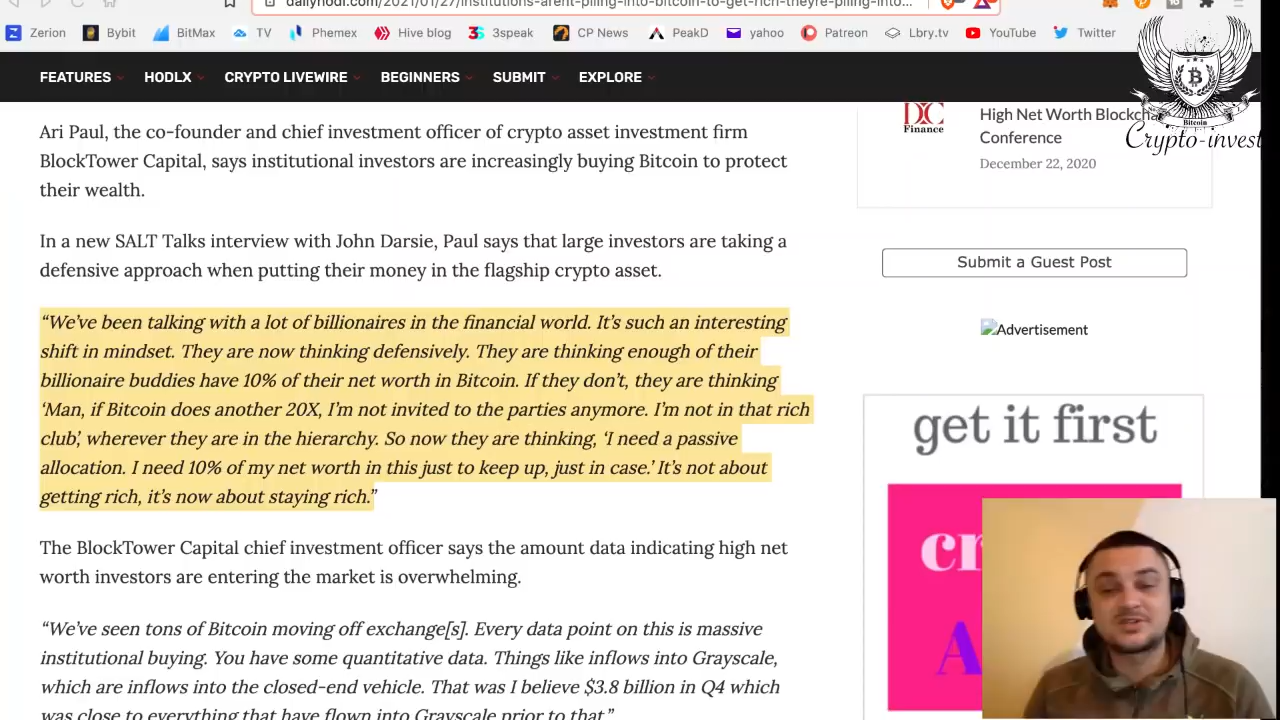 dailyhodl.com/2021/01/27/institutions-arent-piling-into-bitcoin-to-get-rich-theyre-piling-into...
Zerion Bybit BitMax TV Phemex Hive blog 3speak CP News PeakD yahoo Patreon Lbry.tv YouTube Twitter
FEATURES HODLX CRYPTO LIVEWIRE BEGINNERS SUBMIT EXPLORE
Bitcoin
Crypto-invest
Ari Paul, the co-founder and chief investment officer of crypto asset investment firm
BlockTower Capital, says institutional investors are increasingly buying Bitcoin to protect
their wealth.
In a new SALT Talks interview with John Darsie, Paul says that large investors are taking a
defensive approach when putting their money in the flagship crypto asset.
“We’ve been talking with a lot of billionaires in the financial world. It’s such an interesting
shift in mindset. They are now thinking defensively. They are thinking enough of their
billionaire buddies have 10% of their net worth in Bitcoin. If they don’t, they are thinking
‘Man, if Bitcoin does another 20X, I’m not invited to the parties anymore. I’m not in that rich
club’, wherever they are in the hierarchy. So now they are thinking, ‘I need a passive
allocation. I need 10% of my net worth in this just to keep up, just in case.’ It’s not about
getting rich, it’s now about staying rich.”
The BlockTower Capital chief investment officer says the amount data indicating high net
worth investors are entering the market is overwhelming.
“We’ve seen tons of Bitcoin moving off exchange[s]. Every data point on this is massive
institutional buying. You have some quantitative data. Things like inflows into Grayscale,
which are inflows into the closed-end vehicle. That was I believe $3.8 billion in Q4 which
was close to everything that have flown into Grayscale prior to that.”
DC
Finance
High Net Worth Blockcha
Conference
December 22, 2020
Submit a Guest Post
Advertisement
get it first
cr
A